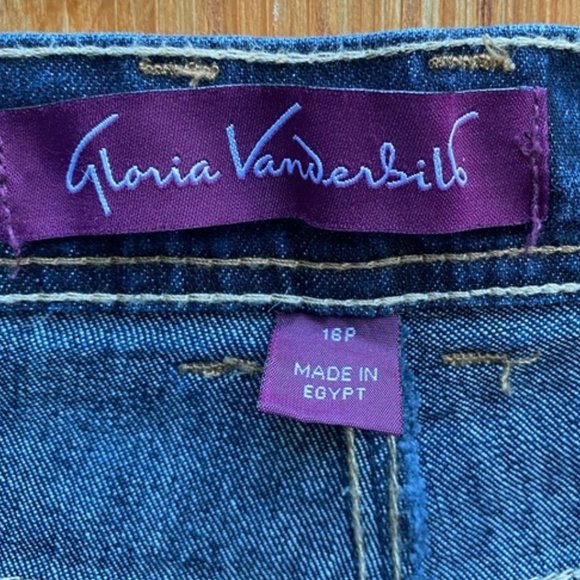 Gloria Vanderbilt
16P
MADE IN
EGYPT